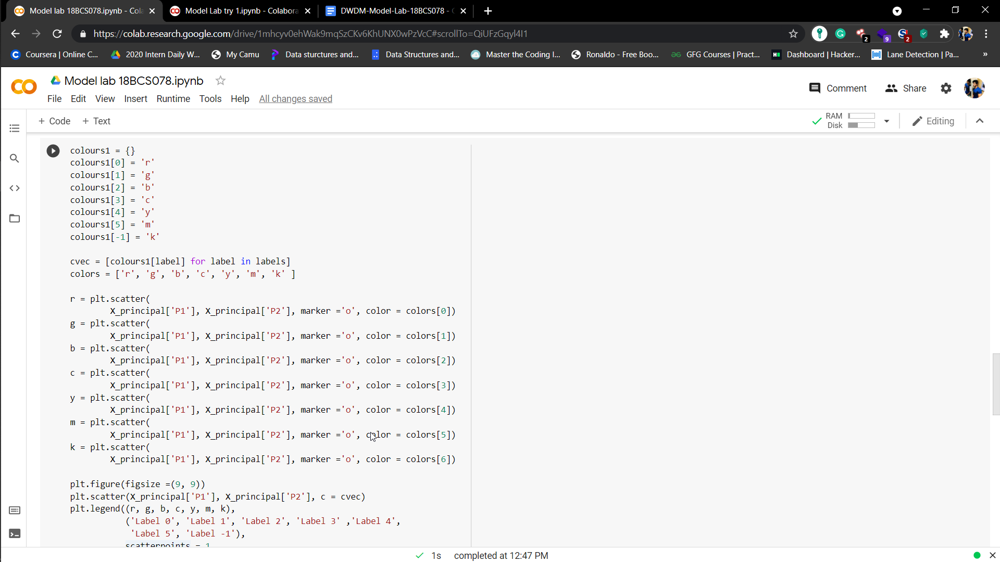 Model lab 18BCS078.ipynb - Cola
Model Lab try 1.ipynb - Colabora
DWDM-Model-Lab-18BCS078 -
https://colab.research.google.com/drive/1mhcyv0ehWak9mqSzCKv6KhUNX0wPzVcC#scrollTo=QiUFzGqyl4I1
2
9
2
Coursera | Online C...
2020 Intern Daily W...
My Camu
Data sturctures and...
Data Structures and...
Master the Coding I...
Ronaldo - Free Boo...
GFG Courses | Pract...
Dashboard | Hacker...
Lane Detection | Pa...
»
Model lab 18BCS078.ipynb
Comment
Share
File Edit View Insert Runtime Tools Help All changes saved
+ Code + Text
RAM
Disk
Editing
colours1 = {}
colours1[0] = 'r'
colours1[1] = 'g'
colours1[2] = 'b'
colours1[3] = 'c'
colours1[4] = 'y'
colours1[5] = 'm'
colours1[-1] = 'k'
cvec = [colours1[label] for label in labels]
colors = ['r', 'g', 'b', 'c', 'y', 'm', 'k' ]
r = plt.scatter(
X_principal['P1'], X_principal['P2'], marker ='o', color = colors[0])
g = plt.scatter(
X_principal['P1'], X_principal['P2'], marker ='o', color = colors[1])
b = plt.scatter(
X_principal['P1'], X_principal['P2'], marker ='o', color = colors[2])
c = plt.scatter(
X_principal['P1'], X_principal['P2'], marker ='o', color = colors[3])
y = plt.scatter(
X_principal['P1'], X_principal['P2'], marker ='o', color = colors[4])
m = plt.scatter(
X_principal['P1'], X_principal['P2'], marker ='o', color = colors[5])
k = plt.scatter(
X_principal['P1'], X_principal['P2'], marker ='o', color = colors[6])
plt.figure(figsize =(9, 9))
plt.scatter(X_principal['P1'], X_principal['P2'], c = cvec)
plt.legend((r, g, b, c, y, m, k),
('Label 0', 'Label 1', 'Label 2', 'Label 3' ,'Label 4',
'Label 5', 'Label -1'),
scatterpoints = 1
1s completed at 12:47 PM